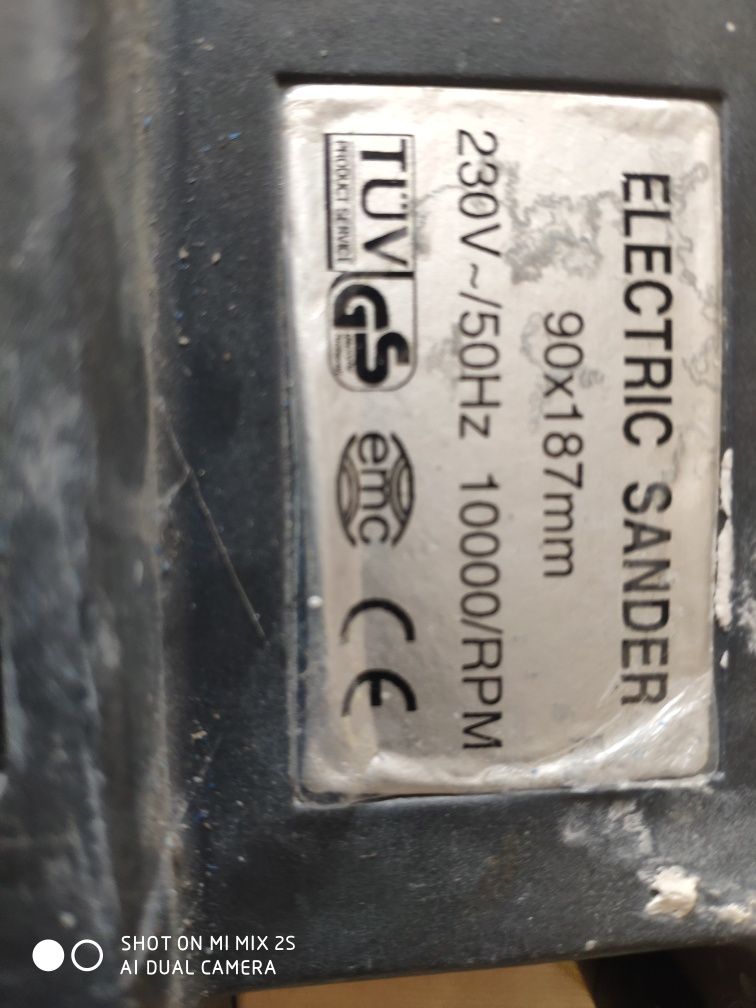 ELECTRIC SANDER
90x187mm
230V~/50Hz 10000/RPM
TÜV
PRODUCT SERVICE
GS
emc
CE
SHOT ON MI MIX 2S
AI DUAL CAMERA